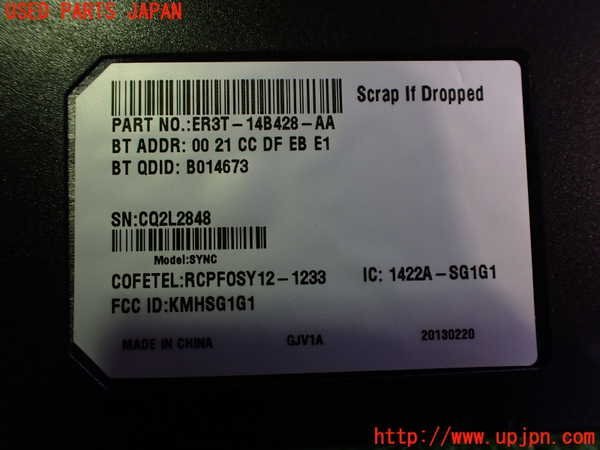 USED PARTS JAPAN
Scrap If Dropped
PART NO.:ER3T-14B428-AA
BT ADDR: 00 21 CC DF EB E1
BT QDID: B014673
SN:CQ2L2848
Model:SYNC
COFETEL:RCPFOSY12-1233 IC: 1422A-SG1G1
FCC ID:KMHSG1G1
MADE IN CHINA GJV1A 20130220
http://www.upjpn.com/